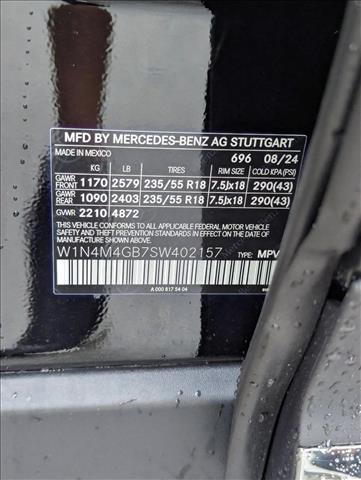 MFD BY MERCEDES-BENZ AG STUTTGART
MADE IN MEXICO 696 08/24
KG LB TIRES RIM SIZE COLD KPA (PSI)
GAWR FRONT 1170 2579 235/55 R18 7.5Jx18 290(43)
GAWR REAR 1090 2403 235/55 R18 7.5Jx18 290(43)
GVWR 2210 4872
W1N4M4GB7SW402157 TYPE: MPV
THIS VEHICLE CONFORMS TO ALL APPLICABLE U.S. FEDERAL
MOTOR VEHICLE SAFETY AND THEFT PREVENTION STANDARDS
IN EFFECT ON THE DATE OF MANUFACTURE SHOWN ABOVE.
A 000 817 54 04